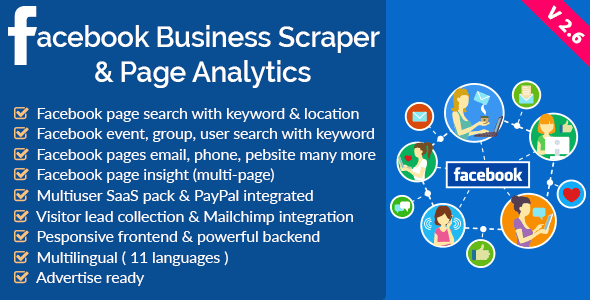 facebook Business Scraper
& Page Analytics
V 2.6
Facebook page search with keyword & location
Facebook event, group, user search with keyword
Facebook pages email, phone, pebsite many more
Facebook page insight (multi-page)
Multiuser SaaS pack & PayPal integrated
Visitor lead collection & Mailchimp integration
Pesponsive frontend & powerful backend
Multilingual ( 11 languages )
Advertise ready
facebook